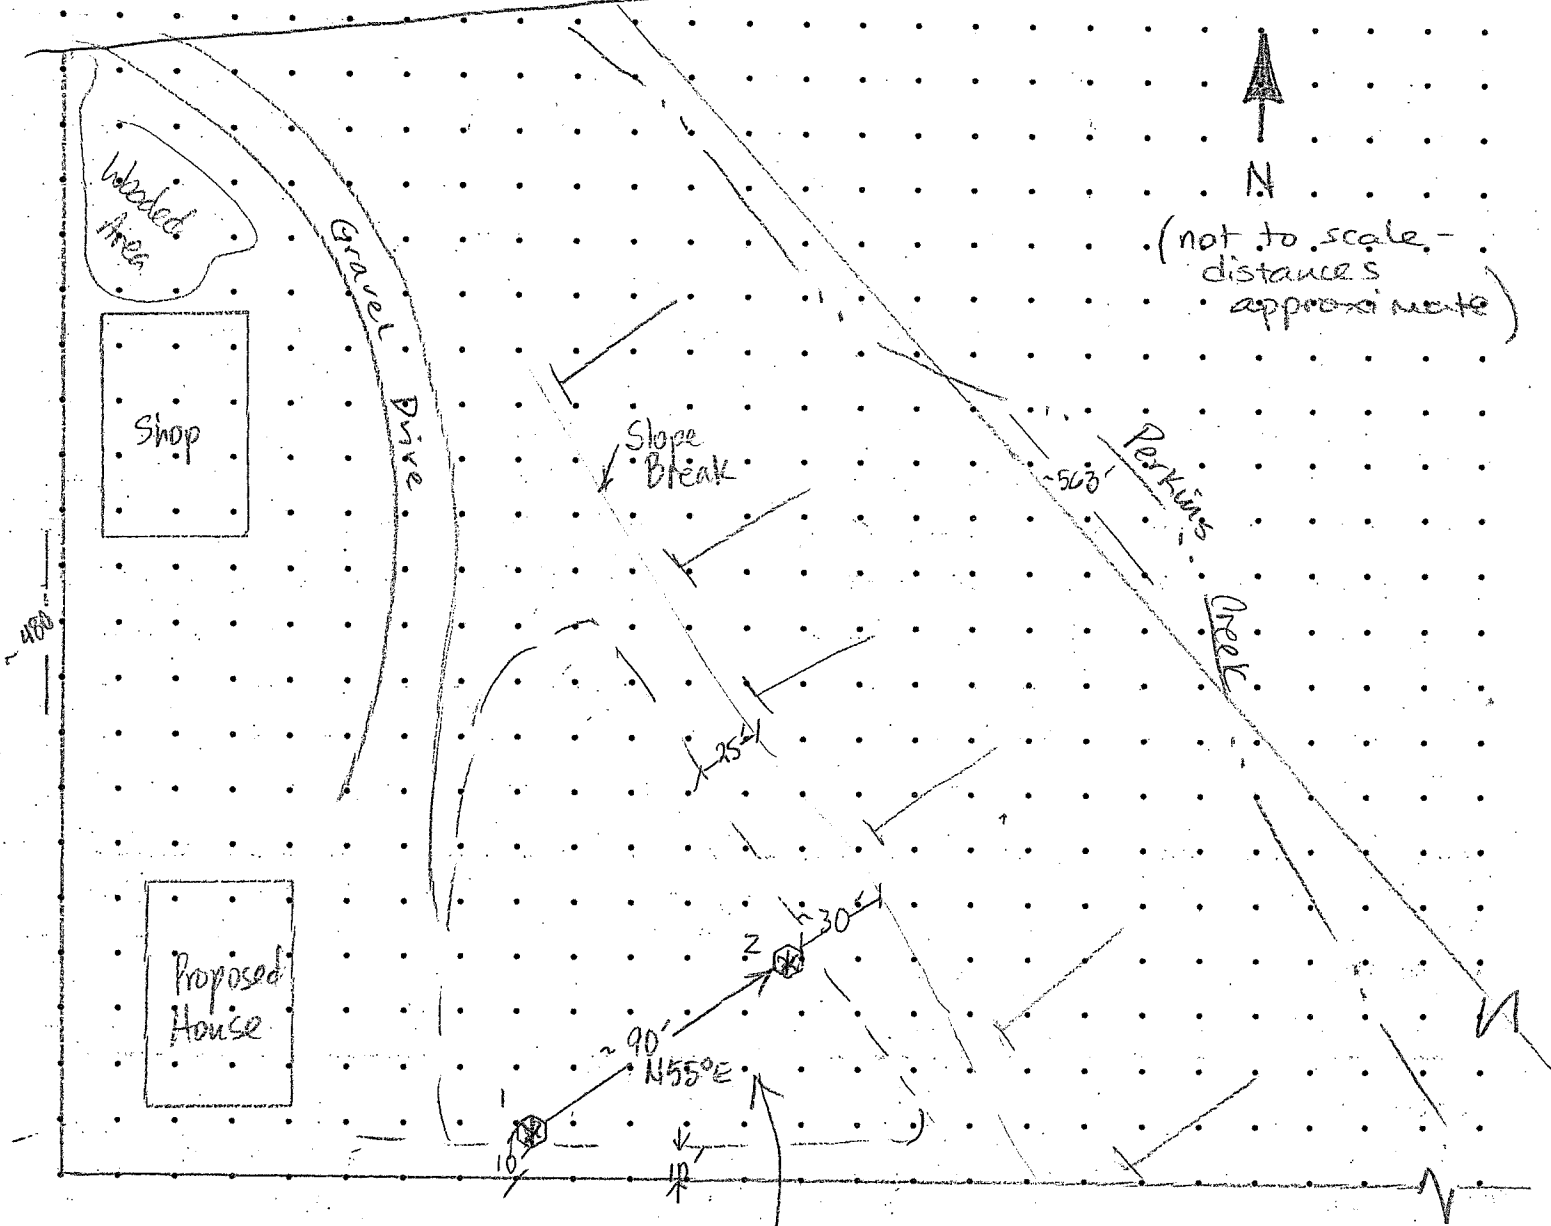 N
(not to scale -
distances
approximate)
Wooded
Area
Gravel Drive
Shop
Slope
Break
Perkins
Creek
~563'
~480'
25'
~30'
2
Proposed
House
~90'
N55°E
1
10'
10'